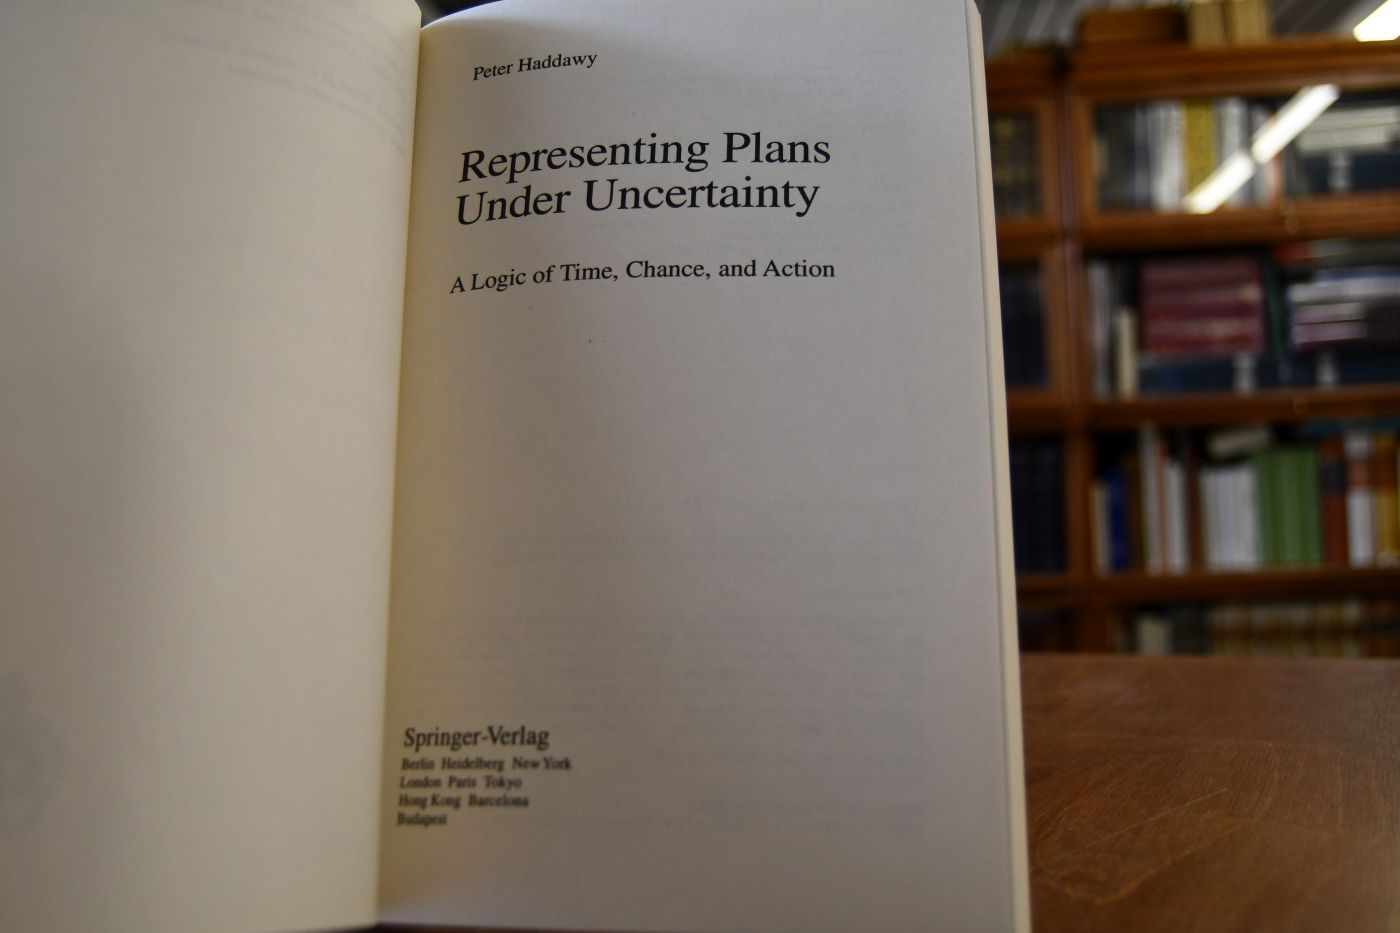 Peter Haddawy
Representing Plans
Under Uncertainty
A Logic of Time, Chance, and Action
Springer-Verlag
Berlin Heidelberg New York
London Paris Tokyo
Hong Kong Barcelona
Budapest